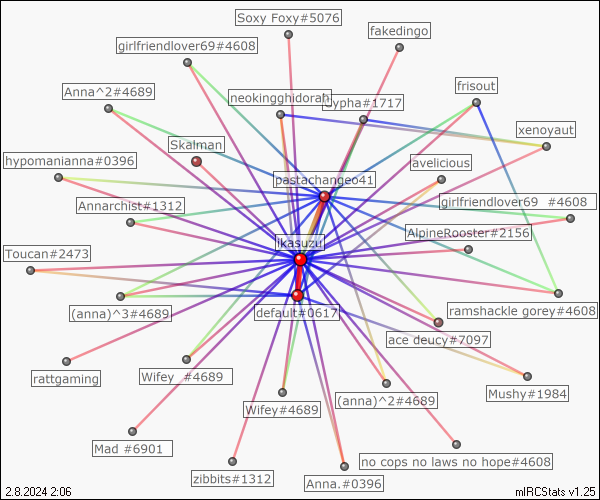 Soxy Foxy#5076
fakedingo
girlfriendlover69#4608
frisout
Anna^2#4689
neokingghidorah
cypha#1717
xenoyaut
Skalman
hypomanianna#0396
lavelicious
pastachange041
Annarchist#1312
girlfriendlover69 #4608
AlpineRooster#2156
ikasuzu
Toucan#2473
(anna)^3#4689
default#0617
ramshackle gorey#4608
ace deucy#7097
rattgaming
Wifey #4689
Wifey#4689
(anna)^2#4689
Mushy#1984
Mad #6901
no cops no laws no hope#4608
zibbits#1312
Anna.#0396
2.8.2024 2:06
mIRCStats v1.25